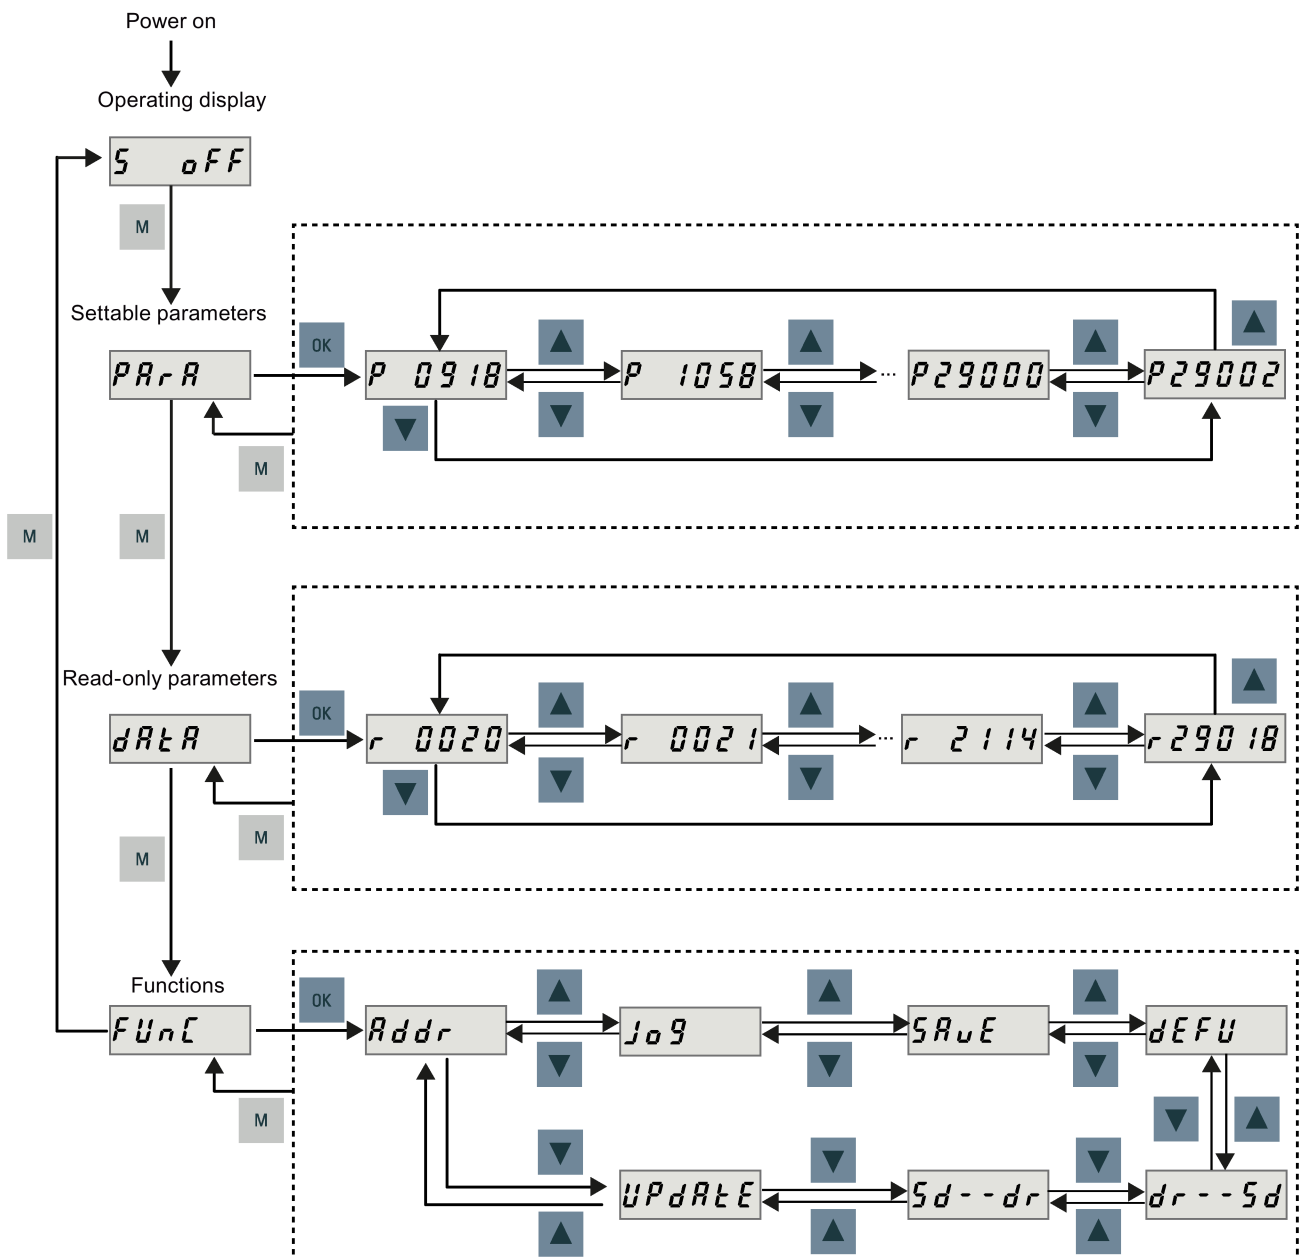 Power on
Operating display
S oFF
M
Settable parameters
OK
PArA
P 0918
P 1058
...
P29000
P29002
M
M
M
Read-only parameters
OK
dAtA
r 0020
r 0021
...
r 2114
r29018
M
M
Functions
OK
FUnC
Addr
Jog
SAvE
dEFU
M
UPdAtE
Sd--dr
dr--Sd